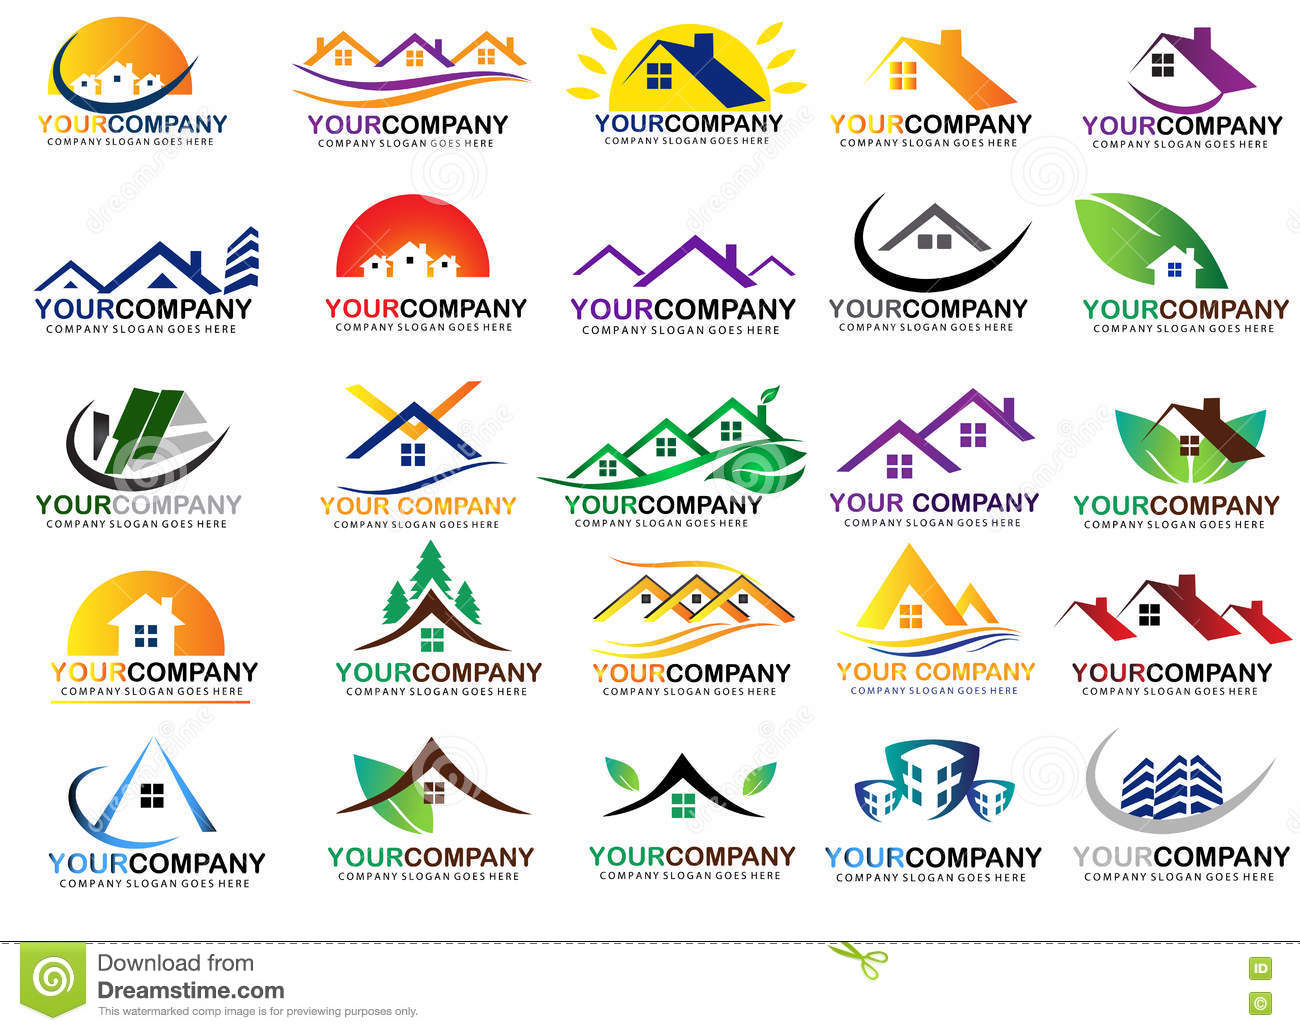 YOURCOMPANY
COMPANY SLOGAN GOES HERE
YOURCOMPANY
COMPANY SLOGAN GOES HERE
YOURCOMPANY
COMPANY SLOGAN GOES HERE
YOURCOMPANY
COMPANY SLOGAN GOES HERE
YOURCOMPANY
COMPANY SLOGAN GOES HERE
YOURCOMPANY
COMPANY SLOGAN GOES HERE
YOURCOMPANY
COMPANY SLOGAN GOES HERE
YOURCOMPANY
COMPANY SLOGAN GOES HERE
YOURCOMPANY
COMPANY SLOGAN GOES HERE
YOURCOMPANY
COMPANY SLOGAN GOES HERE
YOURCOMPANY
COMPANY SLOGAN GOES HERE
YOUR COMPANY
COMPANY SLOGAN GOES HERE
YOURCOMPANY
COMPANY SLOGAN GOES HERE
YOUR COMPANY
COMPANY SLOGAN GOES HERE
YOURCOMPANY
COMPANY SLOGAN GOES HERE
YOURCOMPANY
COMPANY SLOGAN GOES HERE
YOURCOMPANY
COMPANY SLOGAN GOES HERE
YOURCOMPANY
COMPANY SLOGAN GOES HERE
YOUR COMPANY
COMPANY SLOGAN GOES HERE
YOURCOMPANY
COMPANY SLOGAN GOES HERE
YOURCOMPANY
COMPANY SLOGAN GOES HERE
YOURCOMPANY
COMPANY SLOGAN GOES HERE
YOURCOMPANY
COMPANY SLOGAN GOES HERE
YOURCOMPANY
COMPANY SLOGAN GOES HERE
YOURCOMPANY
COMPANY SLOGAN GOES HERE
Download from
Dreamstime.com
This watermarked comp image is for previewing purposes only.
ID
©